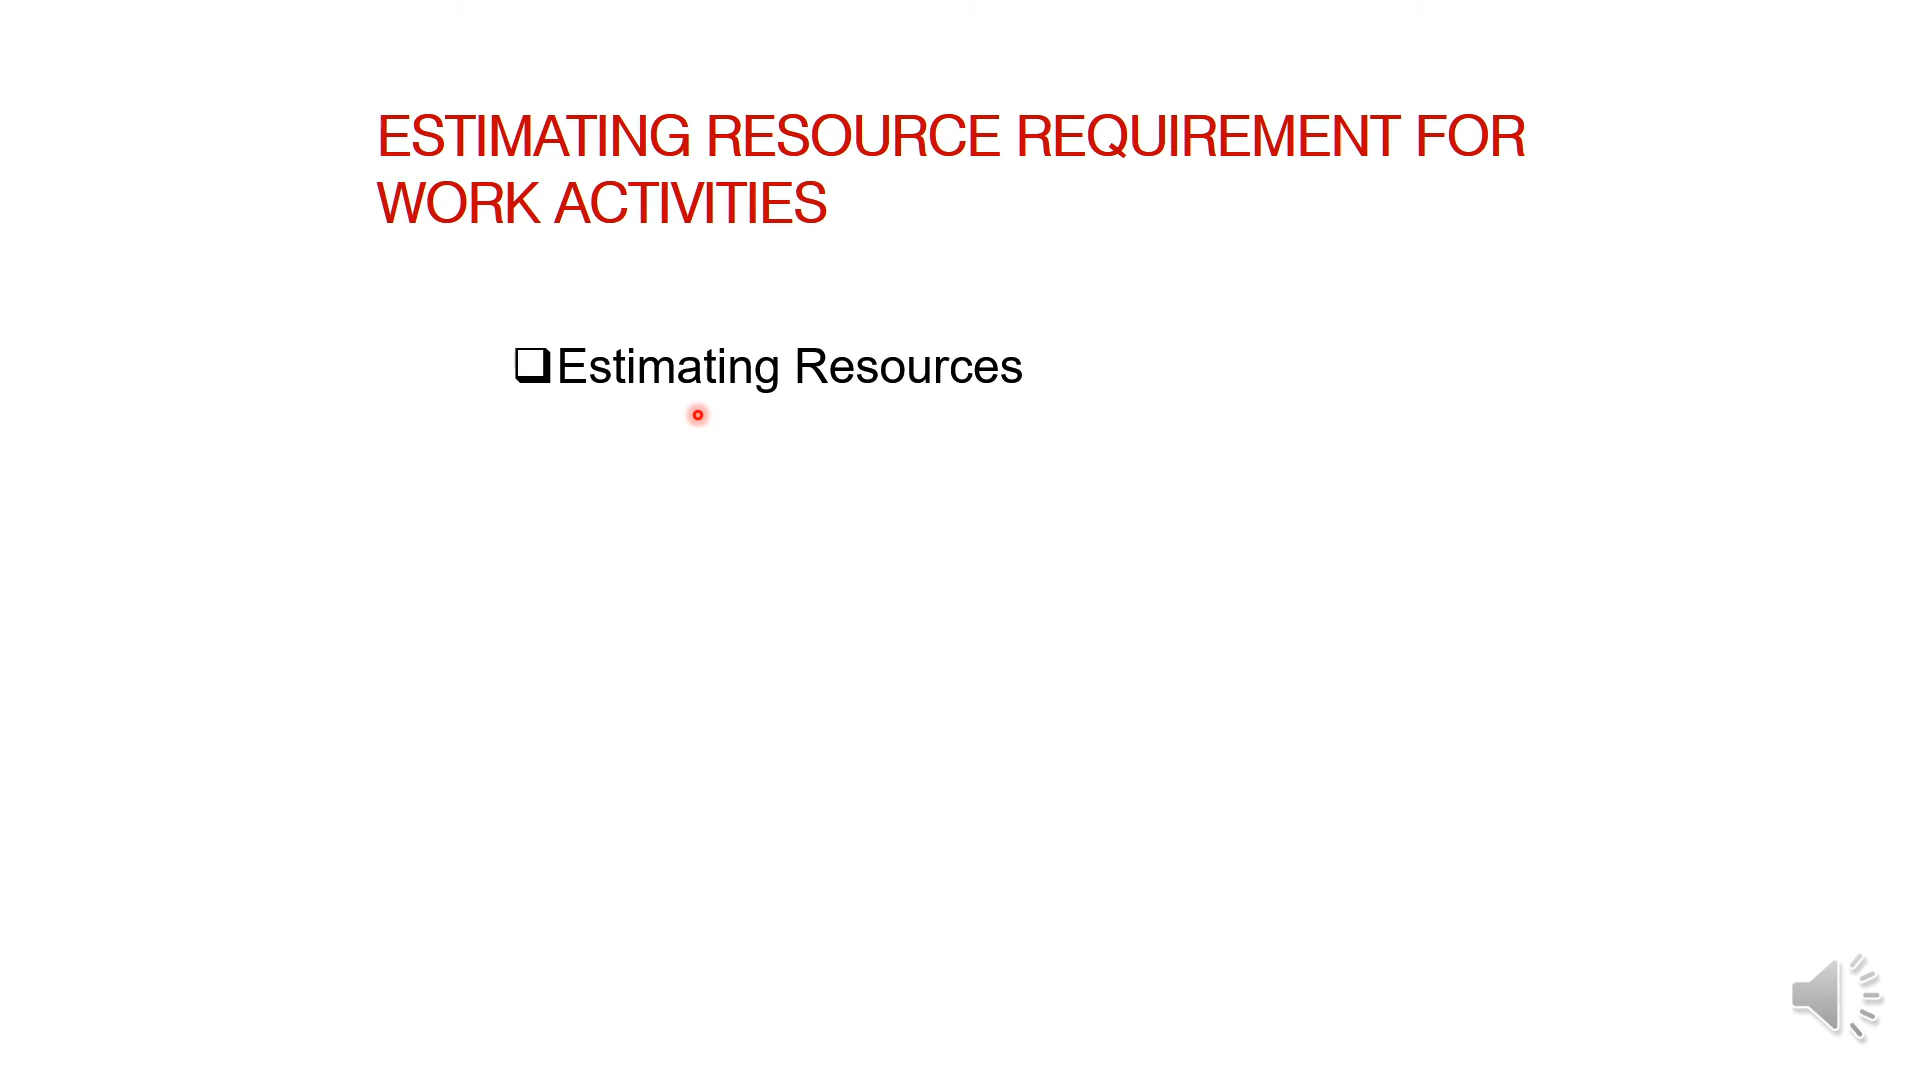 ESTIMATING RESOURCE REQUIREMENT FOR
WORK ACTIVITIES
Estimating Resources